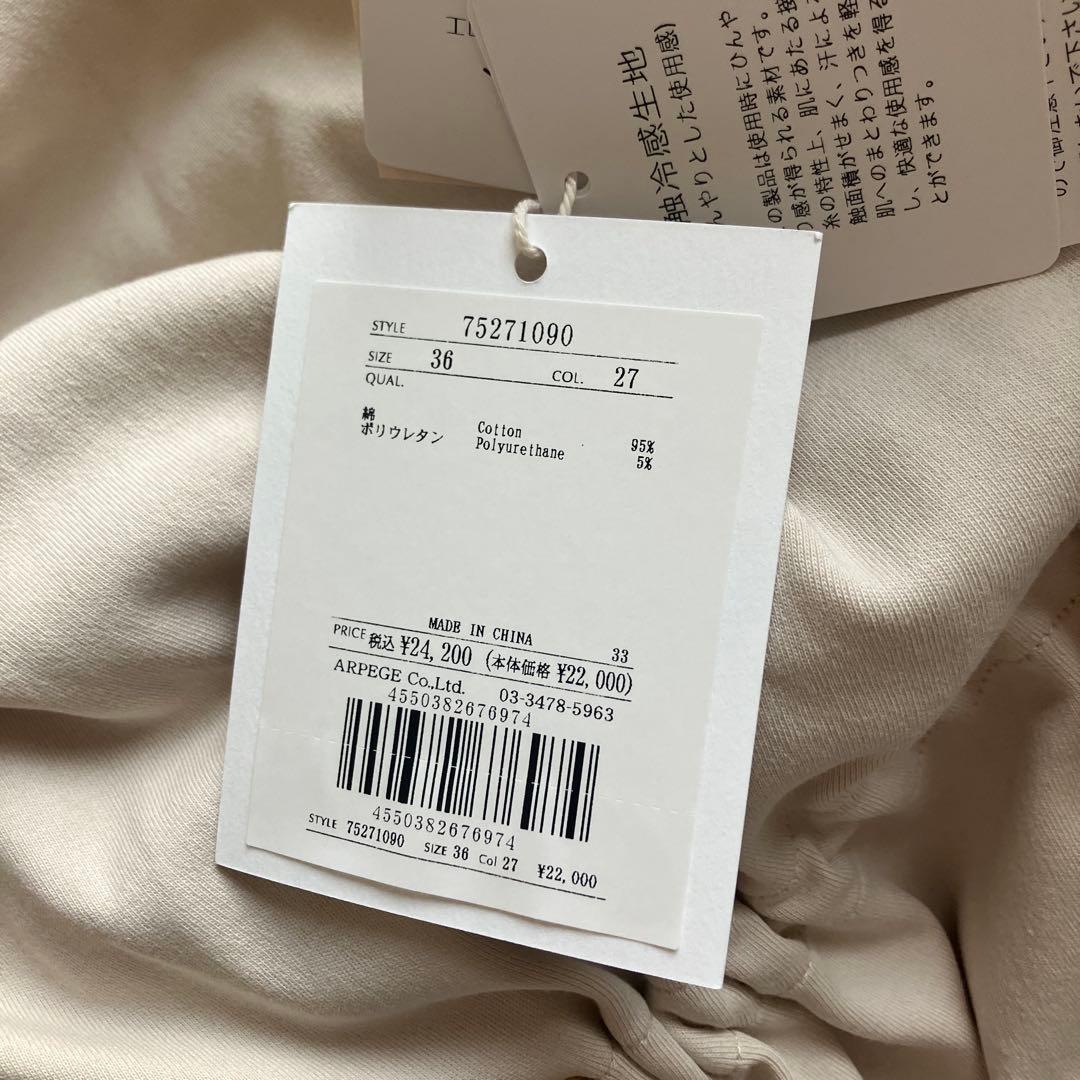 触冷感生地
んやりとした使用感)
の製品は使用時にひんや
感が得られる素材です。
糸の特性上、肌にあたる接
触面積がせまく、汗による
肌へのまとわりつきを軽
し、快適な使用感を得る
とができます。
STYLE 75271090
SIZE 36 COL. 27
QUAL.
綿 Cotton 95%
ポリウレタン Polyurethane 5%
MADE IN CHINA 33
PRICE 税込 ¥24,200 (本体価格 ¥22,000)
ARPEGE Co.,Ltd. 03-3478-5963
4550382676974
4550382676974
STYLE 75271090 SIZE 36 Col 27 ¥22,000